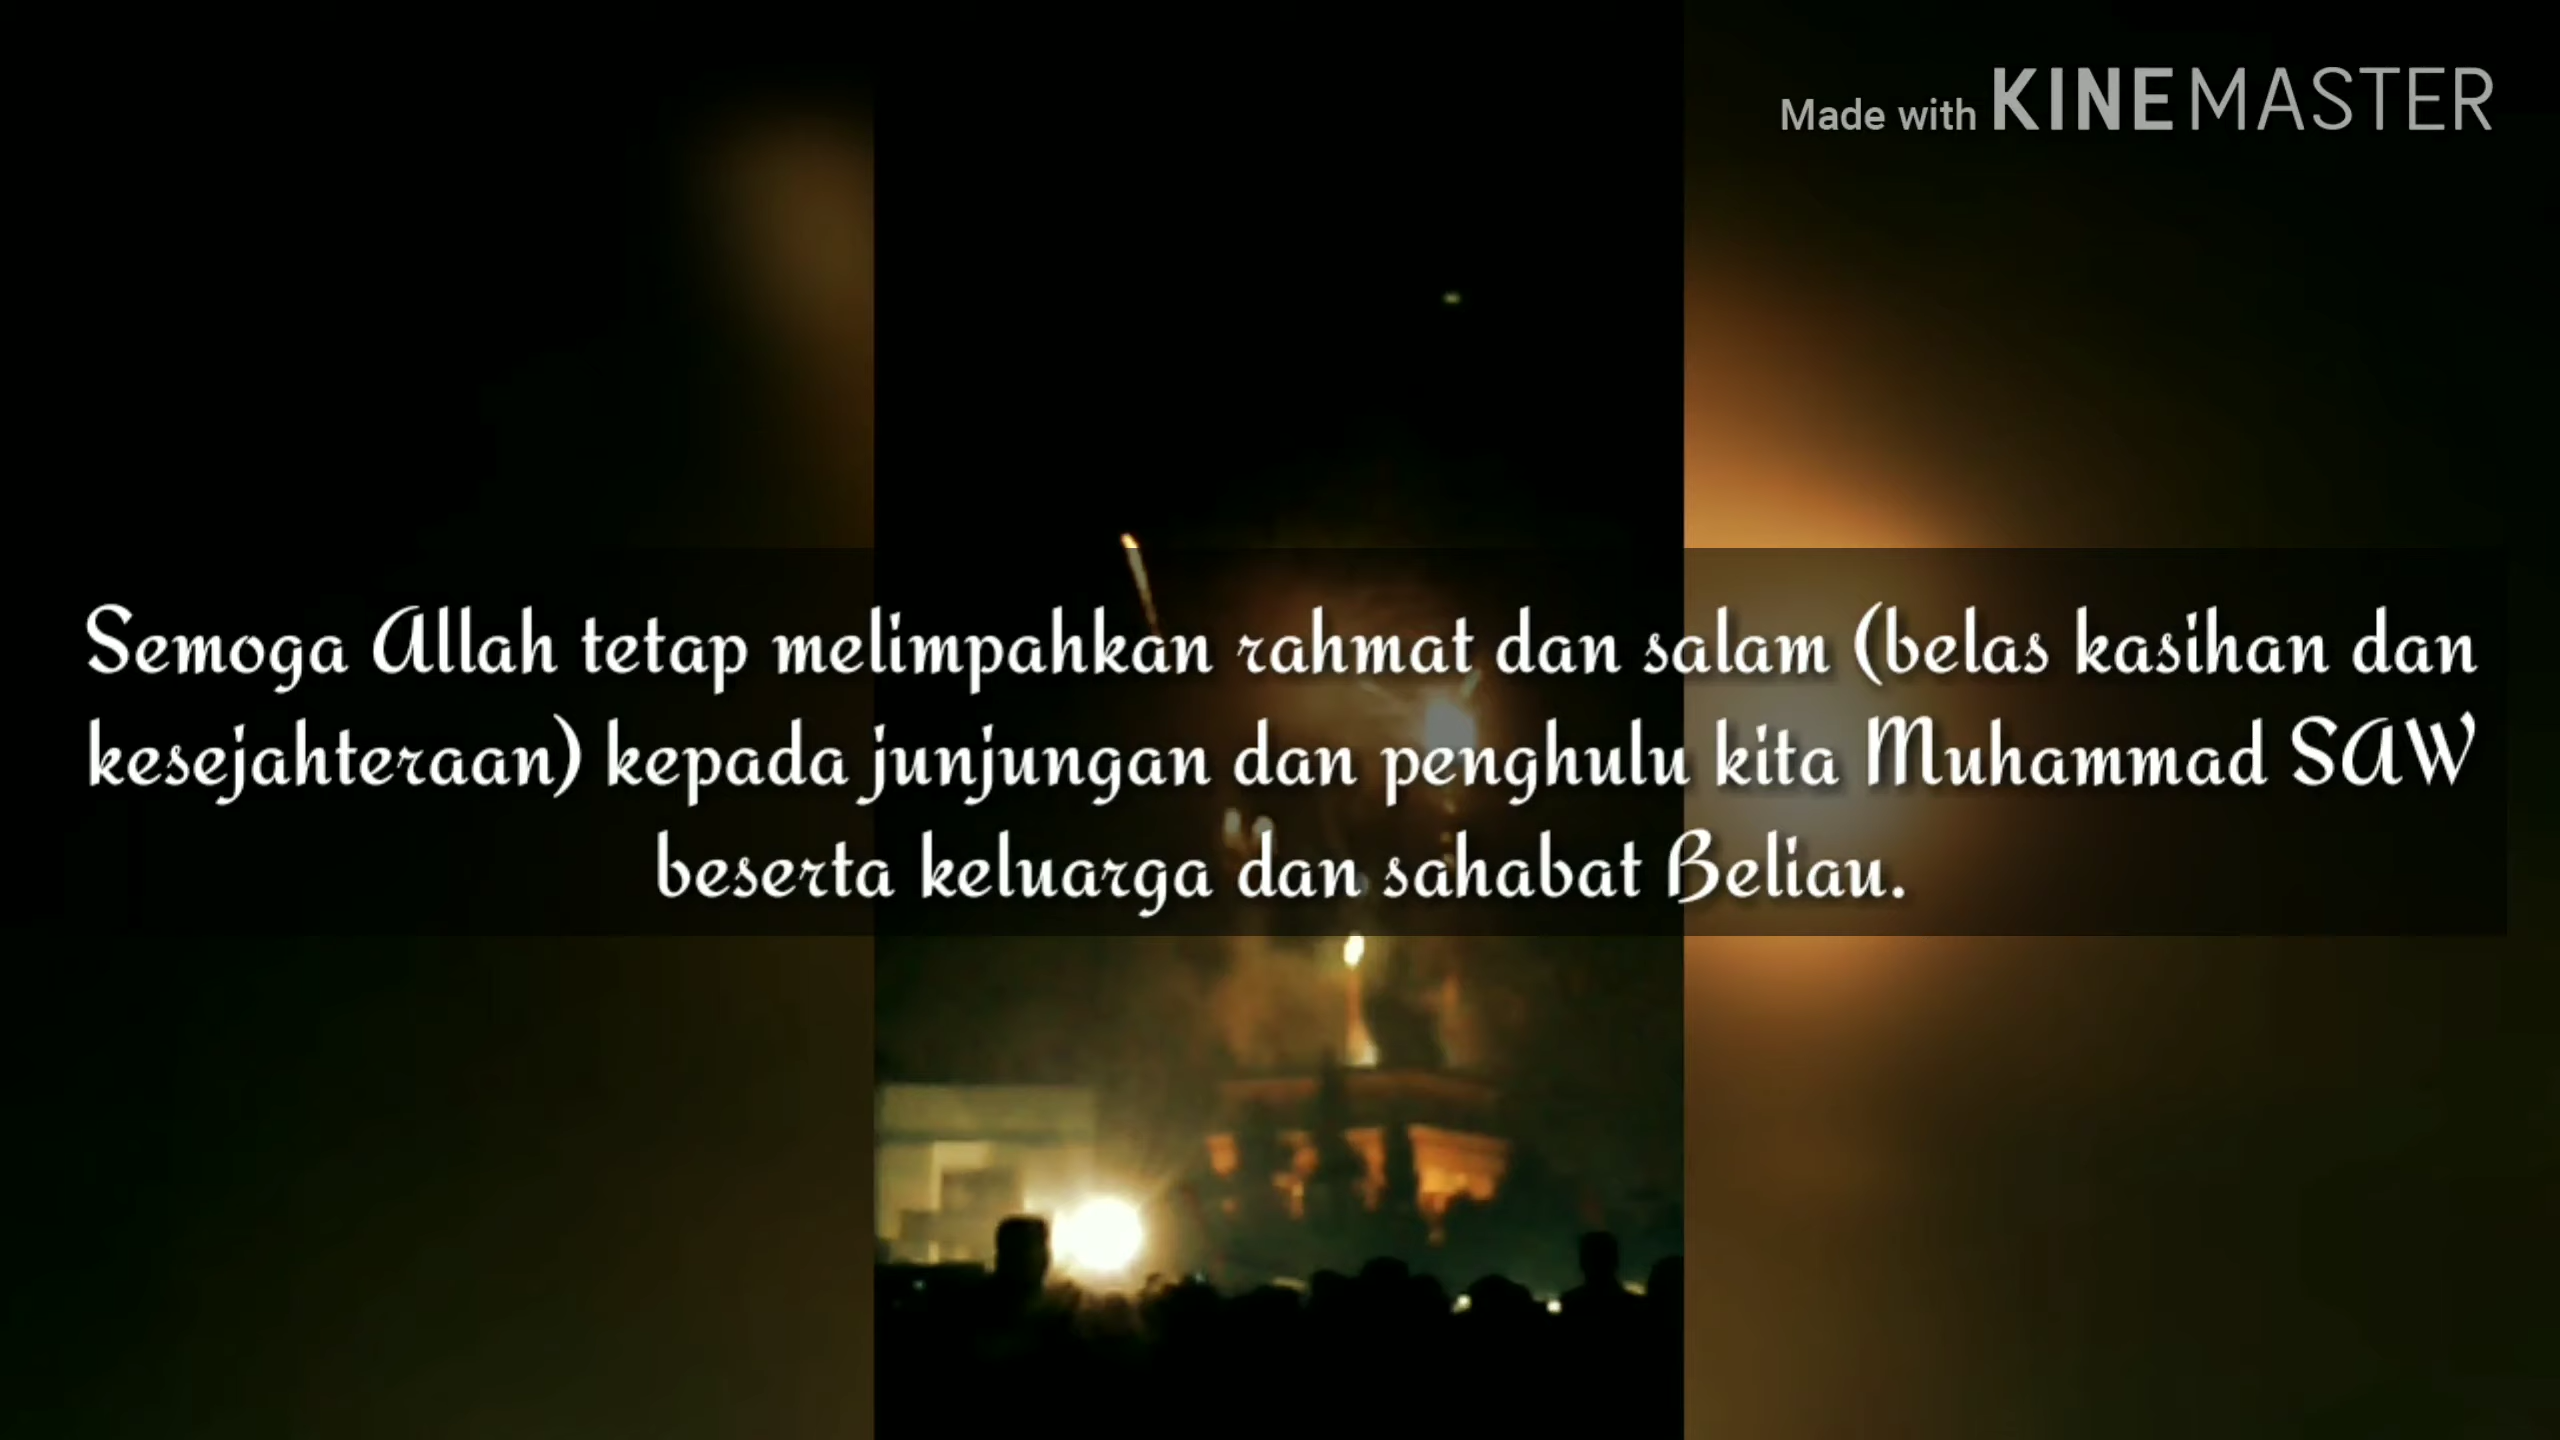 Made with KINEMASTER
Semoga Allah tetap melimpahkan rahmat dan salam (belas kasihan dan
kesejahteraan) kepada junjungan dan penghulu kita Muhammad SAW
beserta keluarga dan sahabat Beliau.